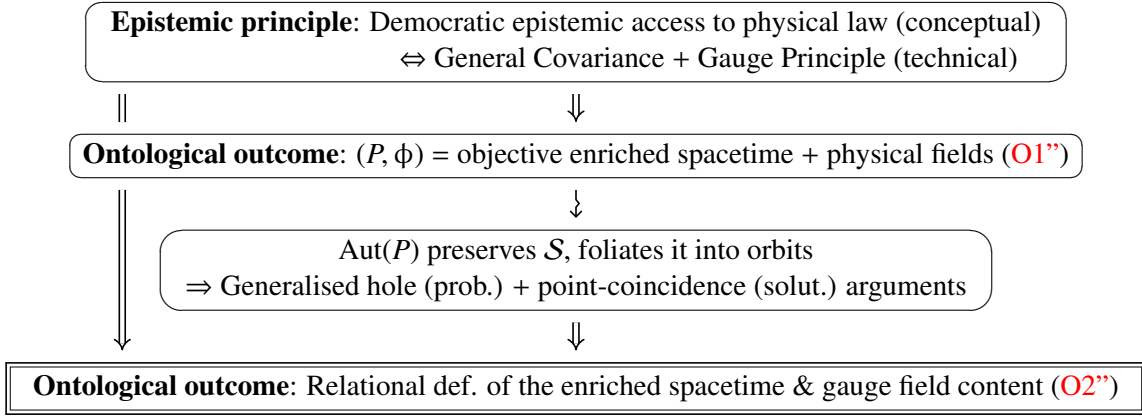 Epistemic principle: Democratic epistemic access to physical law (conceptual)
⇔ General Covariance + Gauge Principle (technical)
Ontological outcome: (P, ϕ) = objective enriched spacetime + physical fields (O1”)
Aut(P) preserves 𝒮, foliates it into orbits
⇒ Generalised hole (prob.) + point-coincidence (solut.) arguments
Ontological outcome: Relational def. of the enriched spacetime & gauge field content (O2”)